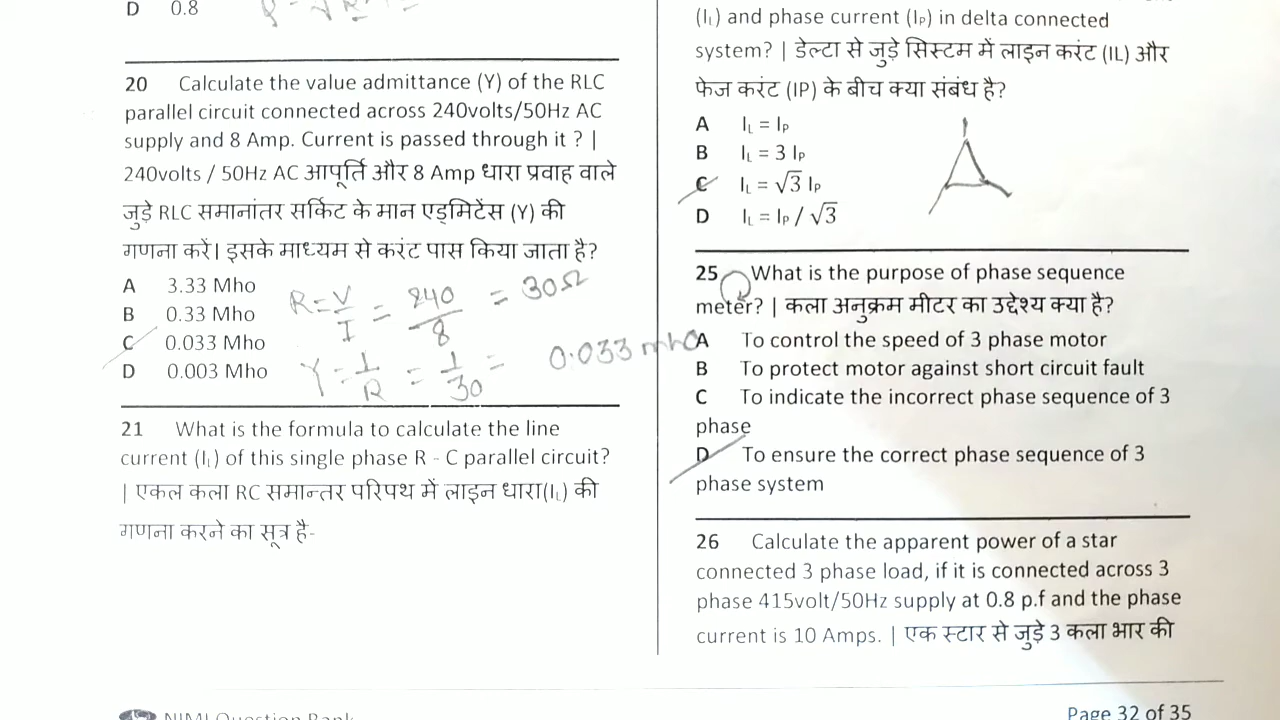 D 0.8
20 Calculate the value admittance (Y) of the RLC
parallel circuit connected across 240volts/50Hz AC
supply and 8 Amp. Current is passed through it ? |
240volts / 50Hz AC आपूर्ति और 8 Amp धारा प्रवाह वाले
जुड़े RLC समानांतर सर्किट के मान एड्मिटेंस (Y) की
गणना करें। इसके माध्यम से करंट पास किया जाता है?
A 3.33 Mho
B 0.33 Mho
C 0.033 Mho
D 0.003 Mho
R = V/I = 240/8 = 30Ω
Y = 1/R = 1/30 = 0.033 mho
21 What is the formula to calculate the line
current (IL) of this single phase R - C parallel circuit?
| एकल कला RC समान्तर परिपथ में लाइन धारा(IL) की
गणना करने का सूत्र है-
(IL) and phase current (IP) in delta connected
system? | डेल्टा से जुड़े सिस्टम में लाइन करंट (IL) और
फेज करंट (IP) के बीच क्या संबंध है?
A IL = IP
B IL = 3 IP
C IL = √3 IP
D IL = IP / √3
25 What is the purpose of phase sequence
meter? | कला अनुक्रम मीटर का उद्देश्य क्या है?
A To control the speed of 3 phase motor
B To protect motor against short circuit fault
C To indicate the incorrect phase sequence of 3
phase
D To ensure the correct phase sequence of 3
phase system
26 Calculate the apparent power of a star
connected 3 phase load, if it is connected across 3
phase 415volt/50Hz supply at 0.8 p.f and the phase
current is 10 Amps. | एक स्टार से जुड़े 3 कला भार की
NIMI Question Bank
Page 32 of 35